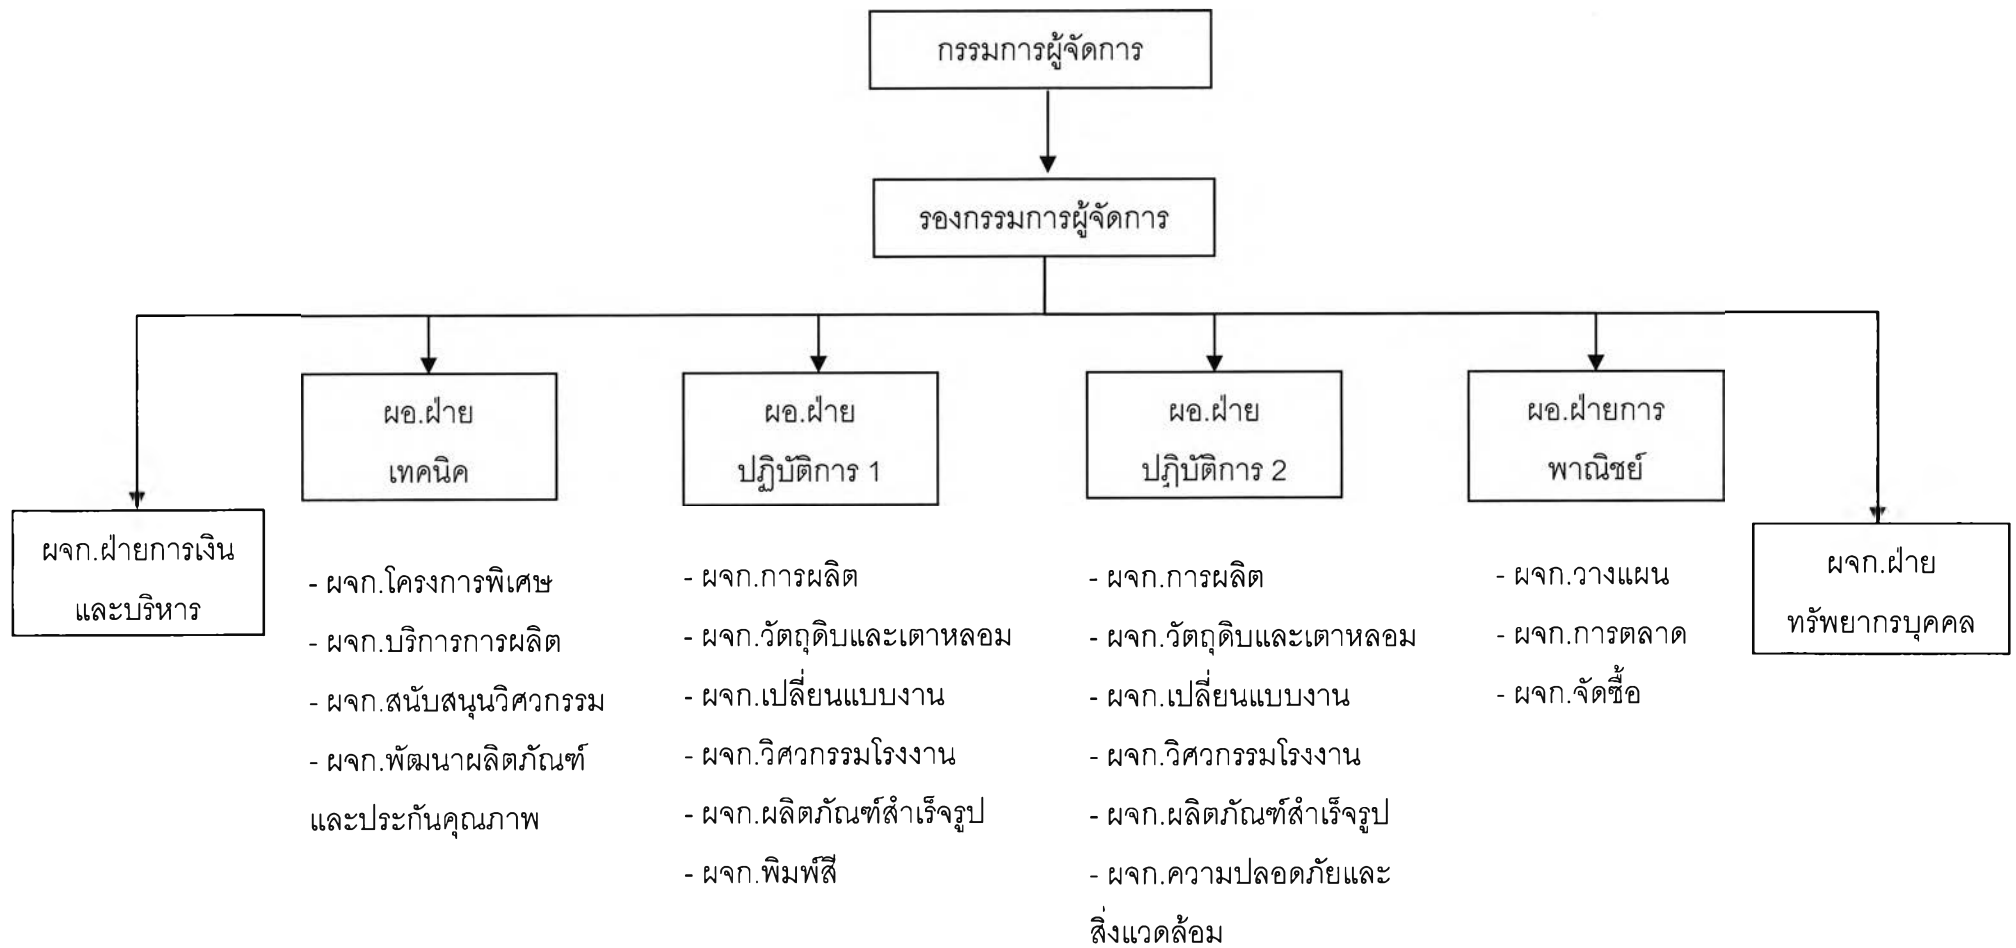 กรรมการผู้จัดการ
รองกรรมการผู้จัดการ
ผจก.ฝ่ายการเงิน
และบริหาร
ผอ.ฝ่าย
เทคนิค
- ผจก.โครงการพิเศษ
- ผจก.บริการการผลิต
- ผจก.สนับสนุนวิศวกรรม
- ผจก.พัฒนาผลิตภัณฑ์
และประกันคุณภาพ
ผอ.ฝ่าย
ปฏิบัติการ 1
- ผจก.การผลิต
- ผจก.วัตถุดิบและเตาหลอม
- ผจก.เปลี่ยนแบบงาน
- ผจก.วิศวกรรมโรงงาน
- ผจก.ผลิตภัณฑ์สำเร็จรูป
- ผจก.พิมพ์สี
ผอ.ฝ่าย
ปฏิบัติการ 2
- ผจก.การผลิต
- ผจก.วัตถุดิบและเตาหลอม
- ผจก.เปลี่ยนแบบงาน
- ผจก.วิศวกรรมโรงงาน
- ผจก.ผลิตภัณฑ์สำเร็จรูป
- ผจก.ความปลอดภัยและ
สิ่งแวดล้อม
ผอ.ฝ่ายการ
พาณิชย์
- ผจก.วางแผน
- ผจก.การตลาด
- ผจก.จัดซื้อ
ผจก.ฝ่าย
ทรัพยากรบุคคล